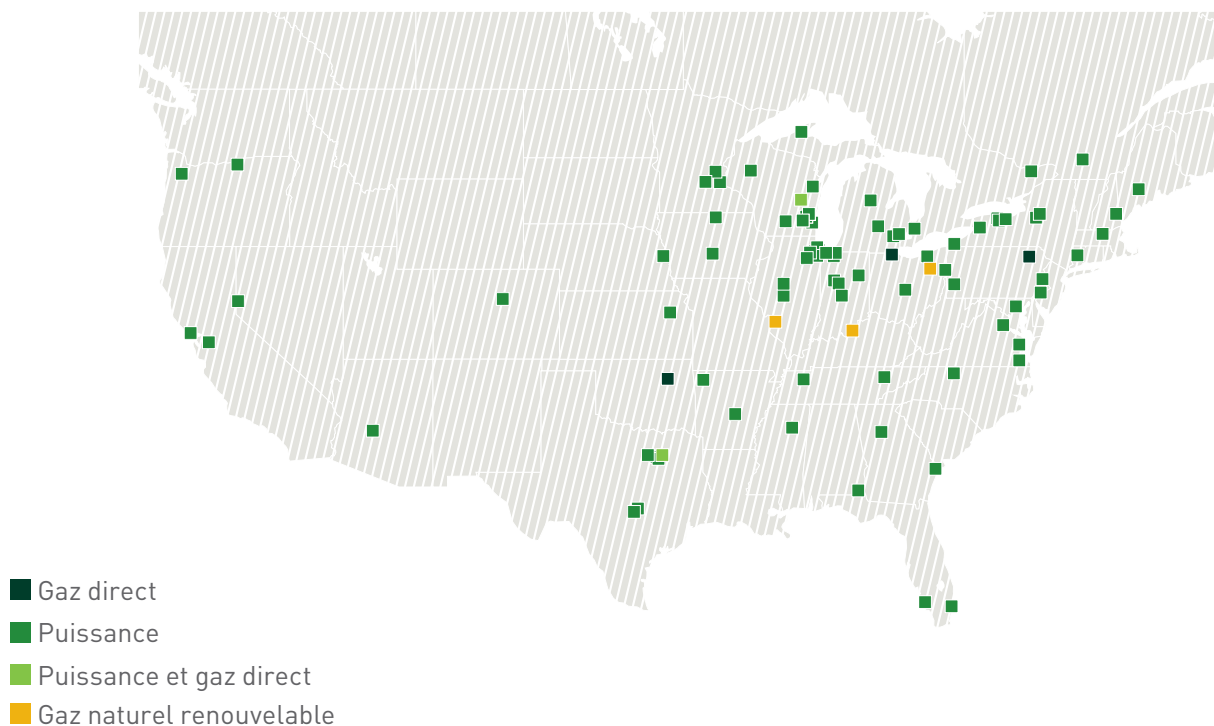 Gaz direct
Puissance
Puissance et gaz direct
Gaz naturel renouvelable